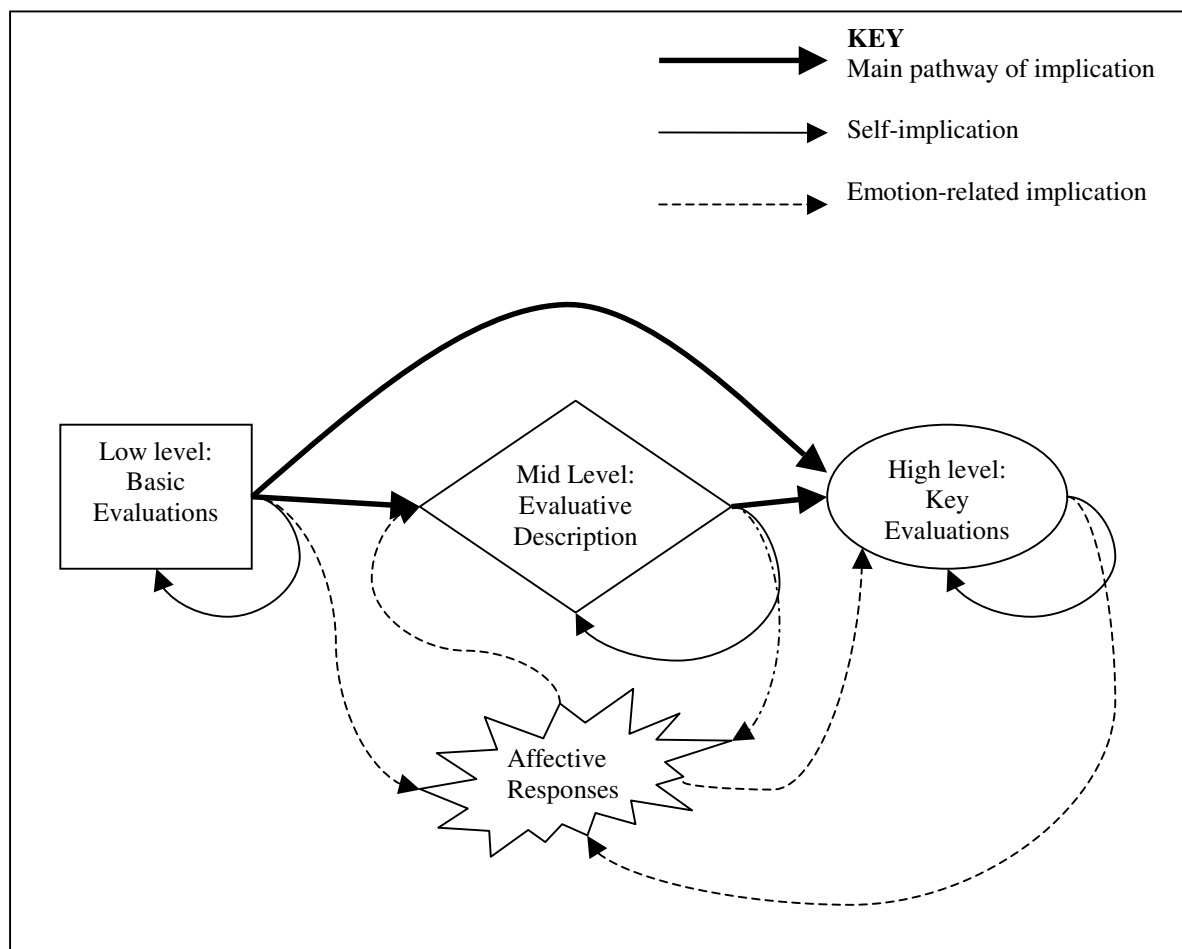 KEY
Main pathway of implication
Self-implication
Emotion-related implication
Low level:
Basic
Evaluations
Mid Level:
Evaluative
Description
High level:
Key
Evaluations
Affective
Responses